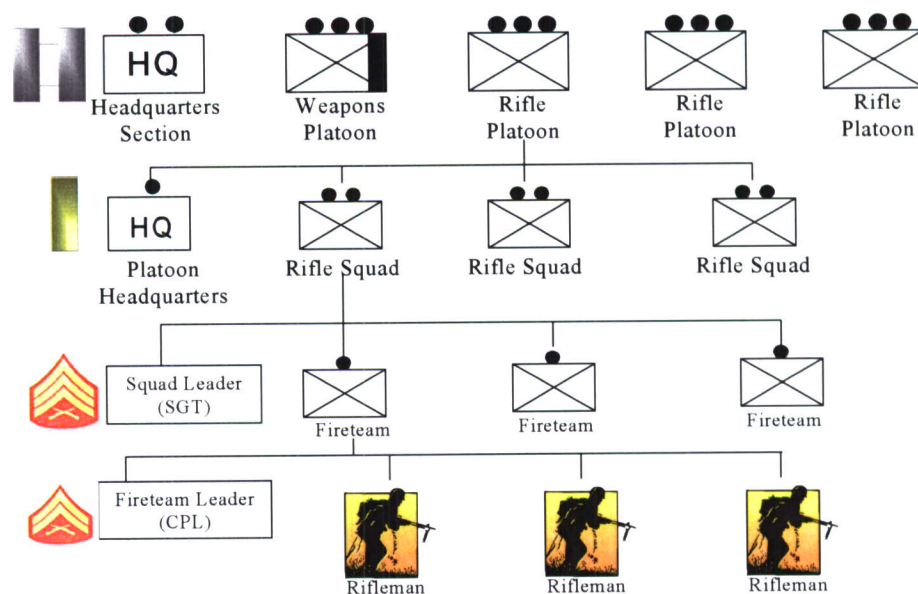 HQ
Headquarters
Section
Weapons
Platoon
Rifle
Platoon
Rifle
Platoon
Rifle
Platoon
HQ
Platoon
Headquarters
Rifle Squad
Rifle Squad
Rifle Squad
Squad Leader
(SGT)
Fireteam
Fireteam
Fireteam
Fireteam Leader
(CPL)
Rifleman
Rifleman
Rifleman